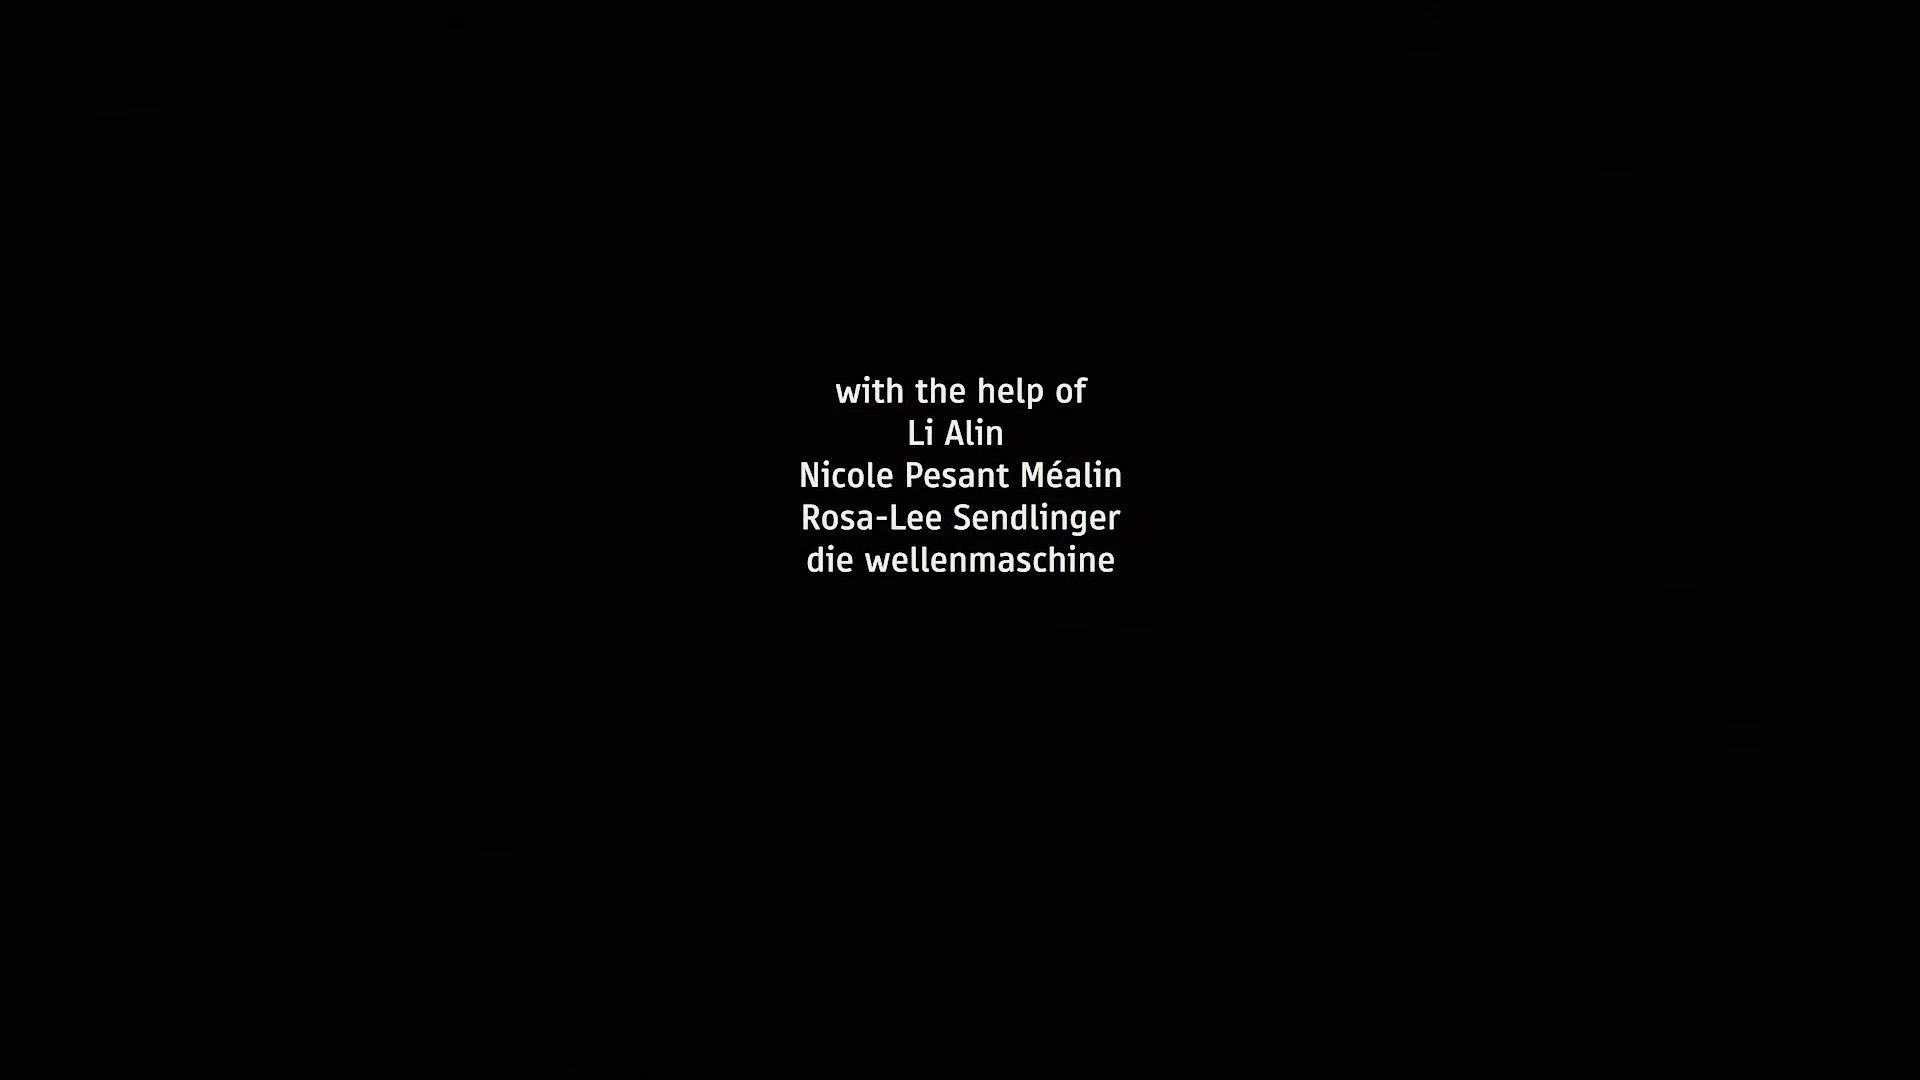 with the help of
Li Alin
Nicole Pesant Méalin
Rosa-Lee Sendlinger
die wellenmaschine